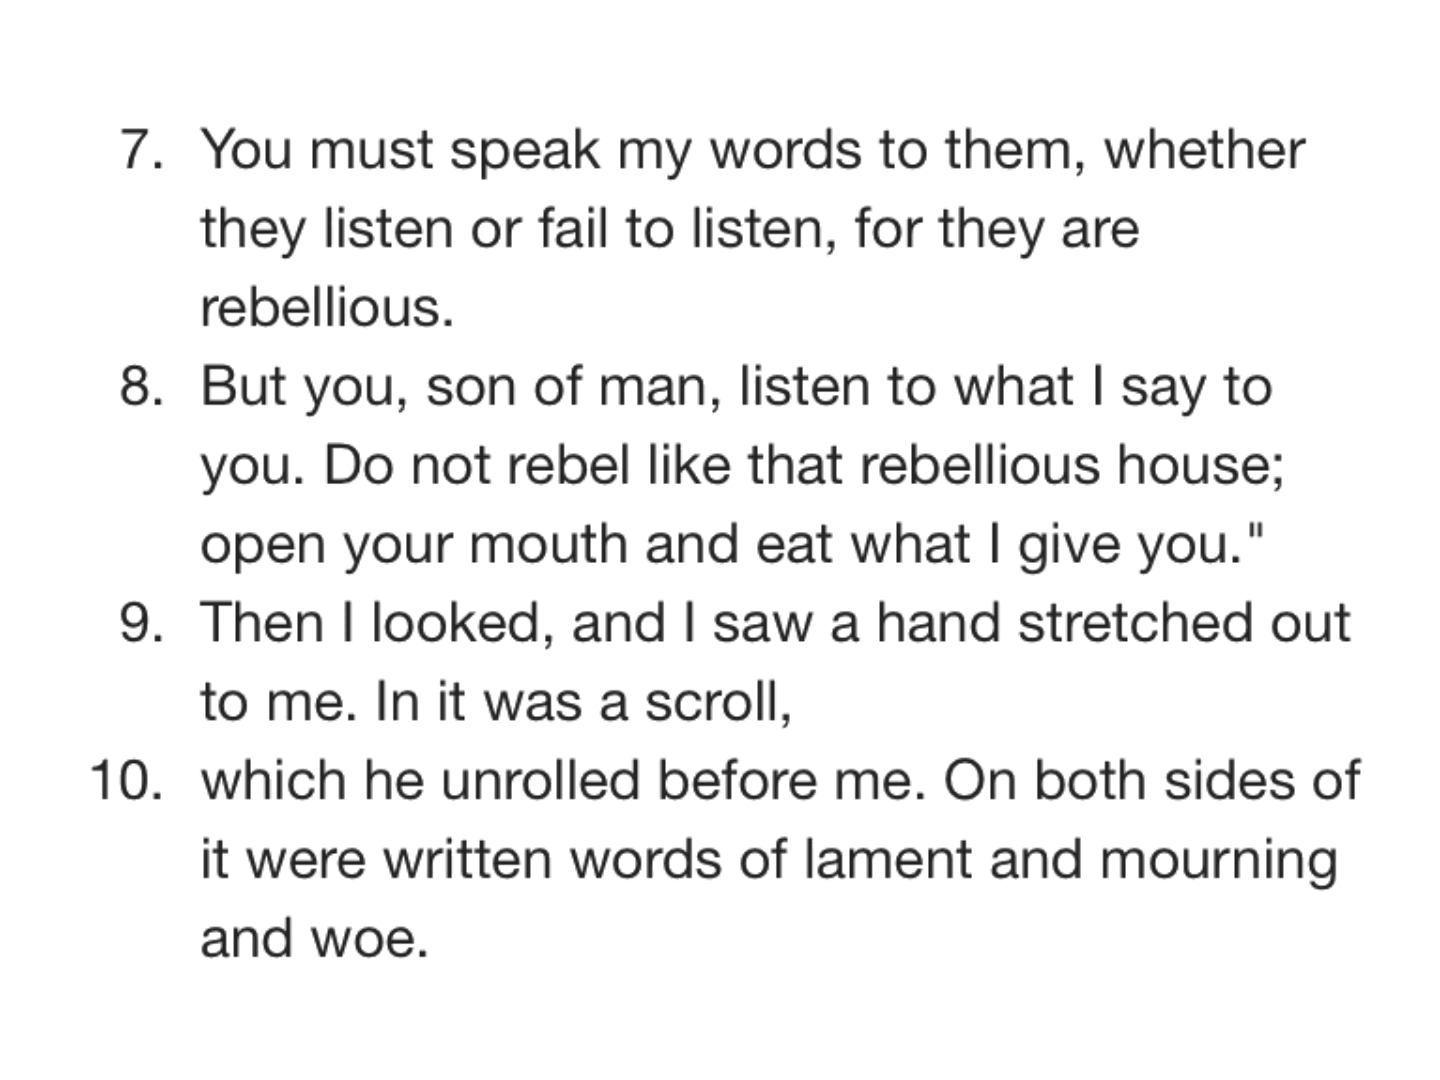 7. You must speak my words to them, whether
they listen or fail to listen, for they are
rebellious.
8. But you, son of man, listen to what I say to
you. Do not rebel like that rebellious house;
open your mouth and eat what I give you."
9. Then I looked, and I saw a hand stretched out
to me. In it was a scroll,
10. which he unrolled before me. On both sides of
it were written words of lament and mourning
and woe.